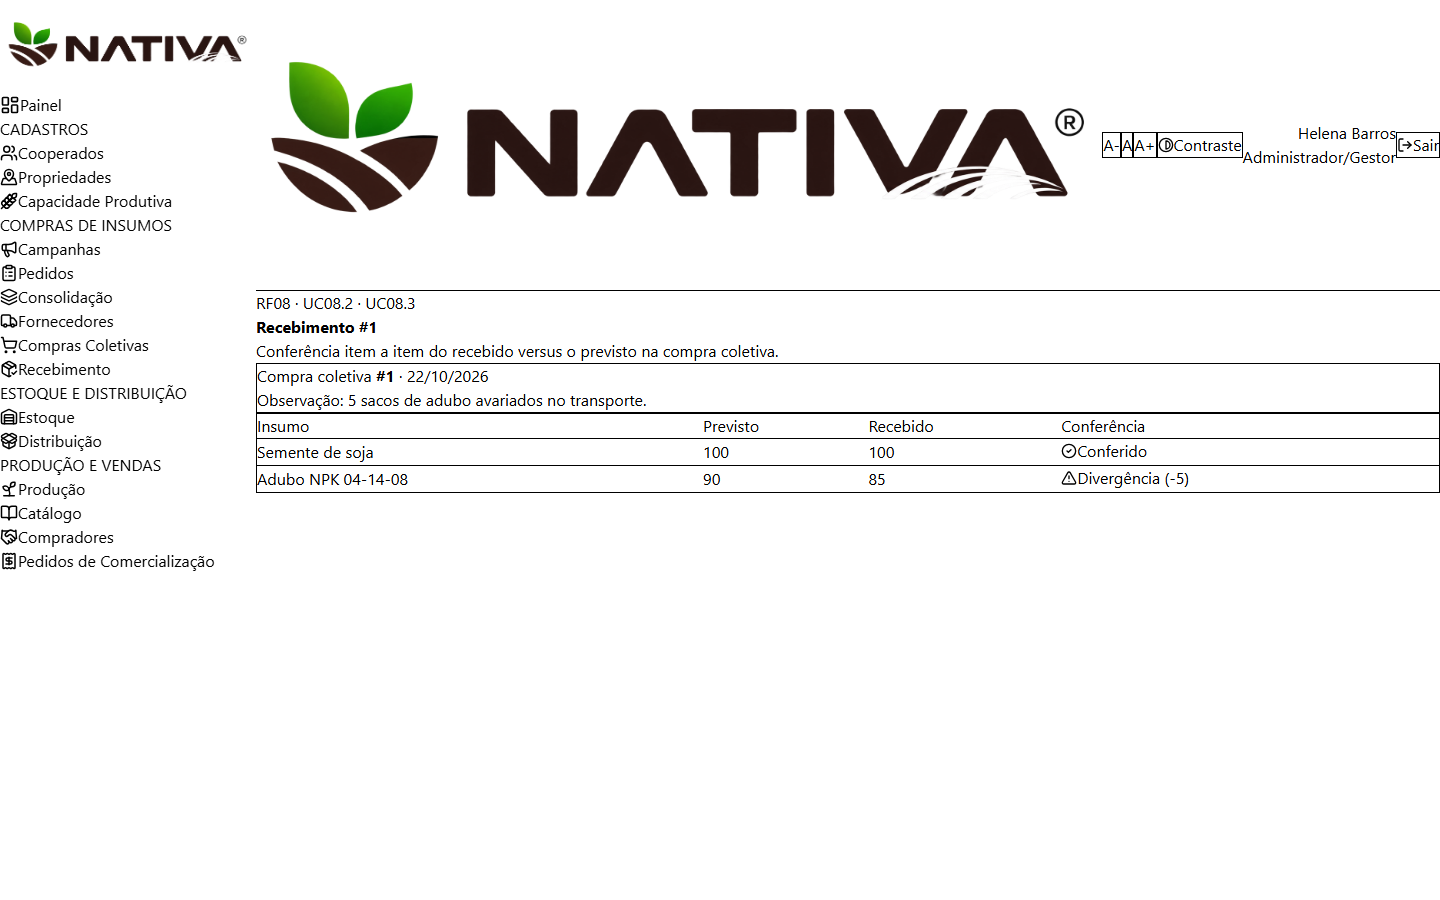 NATIVA®
Painel
CADASTROS
Cooperados
Propriedades
Capacidade Produtiva
COMPRAS DE INSUMOS
Campanhas
Pedidos
Consolidação
Fornecedores
Compras Coletivas
Recebimento
ESTOQUE E DISTRIBUIÇÃO
Estoque
Distribuição
PRODUÇÃO E VENDAS
Produção
Catálogo
Compradores
Pedidos de Comercialização
NATIVA®
A- A A+ Contraste
Helena Barros
Administrador/Gestor
Sair
RF08 · UC08.2 · UC08.3
Recebimento #1
Conferência item a item do recebido versus o previsto na compra coletiva.
Compra coletiva #1 · 22/10/2026
Observação: 5 sacos de adubo avariados no transporte.
Insumo Previsto Recebido Conferência
Semente de soja 100 100 Conferido
Adubo NPK 04-14-08 90 85 Divergência (-5)